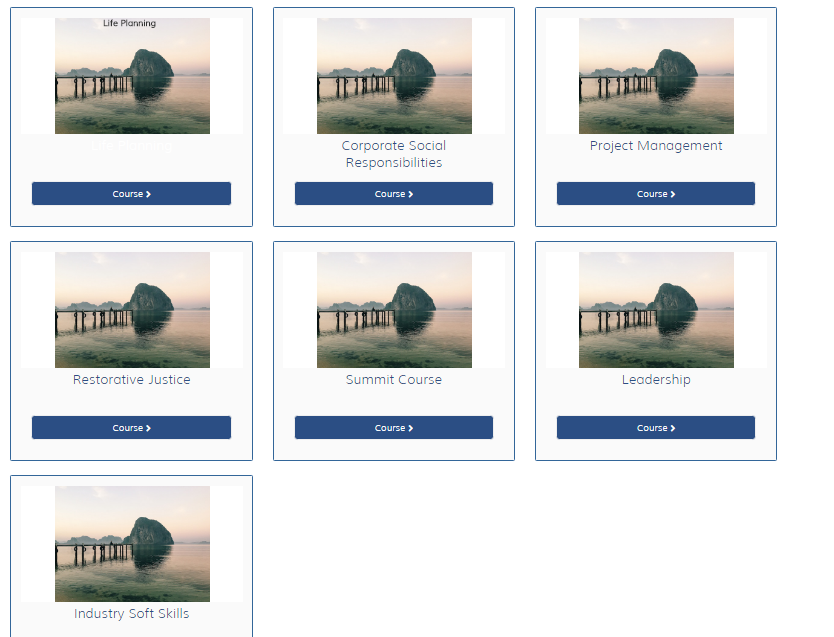 Life Planning
Life Planning
Course
Corporate Social
Responsibilities
Course
Project Management
Course
Restorative Justice
Course
Summit Course
Course
Leadership
Course
Industry Soft Skills